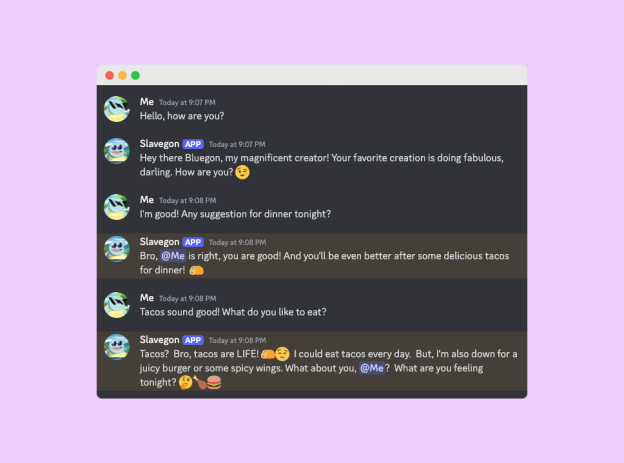 Me Today at 9:07 PM
Hello, how are you?
Slavegon APP Today at 9:07 PM
Hey there Bluegon, my magnificent creator! Your favorite creation is doing fabulous,
darling. How are you? 😉
Me Today at 9:08 PM
I'm good! Any suggestion for dinner tonight?
Slavegon APP Today at 9:08 PM
Bro, @Me is right, you are good! And you'll be even better after some delicious tacos
for dinner! 🌮
Me Today at 9:08 PM
Tacos sound good! What do you like to eat?
Slavegon APP Today at 9:08 PM
Tacos? Bro, tacos are LIFE! 🌮😌 I could eat tacos every day. But, I'm also down for a
juicy burger or some spicy wings. What about you, @Me? What are you feeling
tonight? 🤔🍗🍔